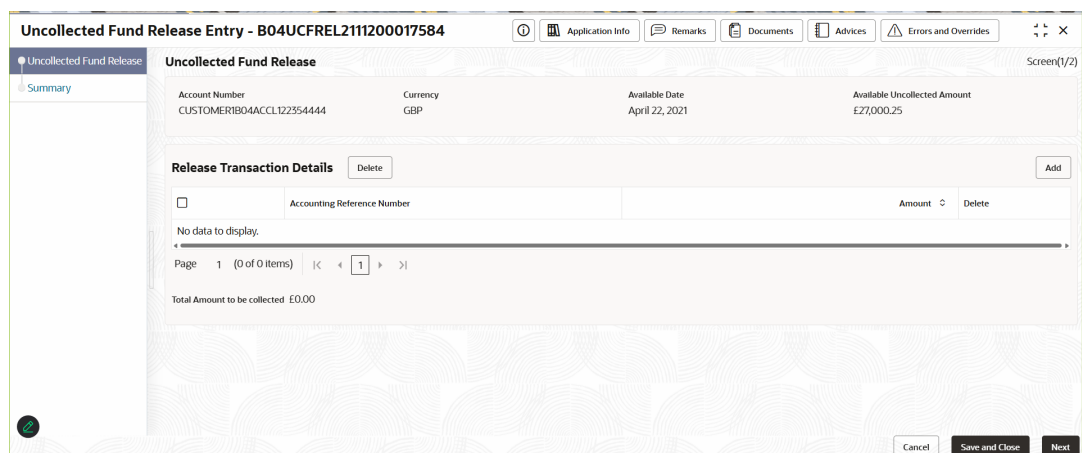 Uncollected Fund Release Entry - B04UCFREL2111200017584
Application Info
Remarks
Documents
Advices
Errors and Overrides
Uncollected Fund Release
Summary
Uncollected Fund Release
Screen(1/2)
Account Number
CUSTOMER1B04ACCL122354444
Currency
GBP
Available Date
April 22, 2021
Available Uncollected Amount
£27,000.25
Release Transaction Details
Delete
Add
Accounting Reference Number
Amount
Delete
No data to display.
Page 1 (0 of 0 items) 1
Total Amount to be collected £0.00
Cancel
Save and Close
Next